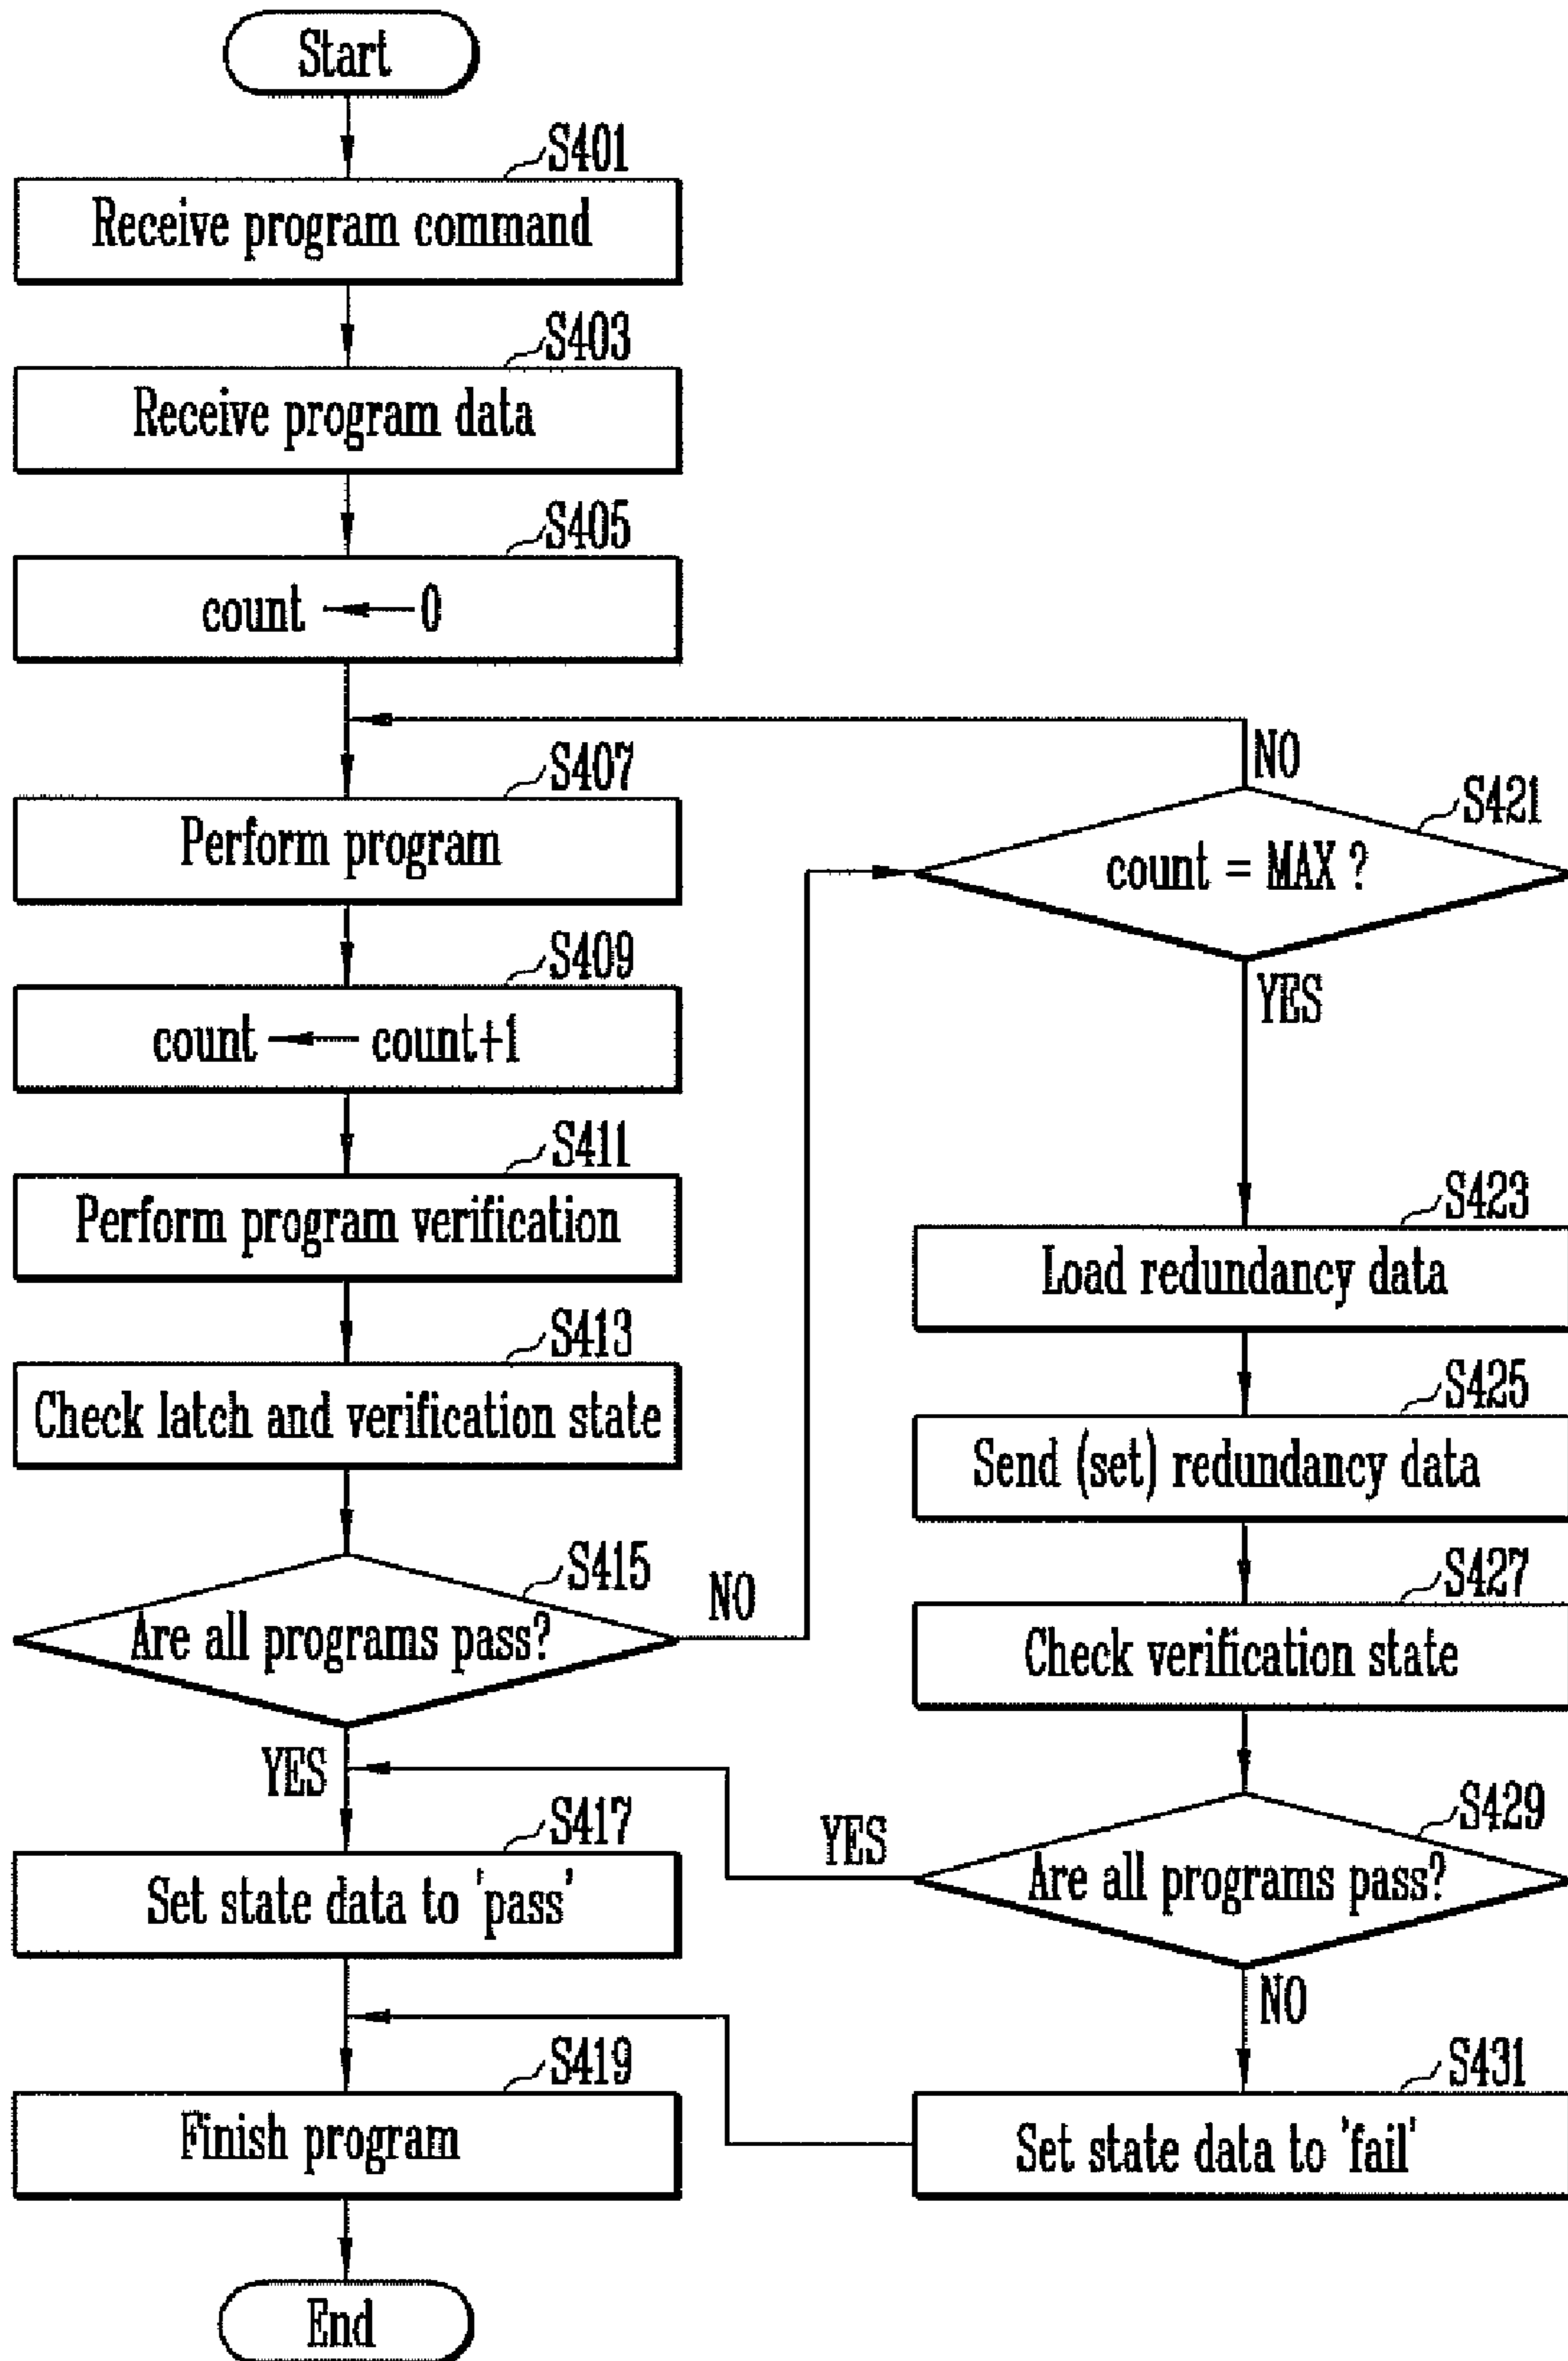 Start
S401
Receive program command
S403
Receive program data
S405
count ← 0
S407
Perform program
S409
count ← count+1
S411
Perform program verification
S413
Check latch and verification state
S415
Are all programs pass?
NO
YES
S417
Set state data to 'pass'
S419
Finish program
End
NO
S421
count = MAX ?
YES
S423
Load redundancy data
S425
Send (set) redundancy data
S427
Check verification state
S429
YES
Are all programs pass?
NO
S431
Set state data to 'fail'